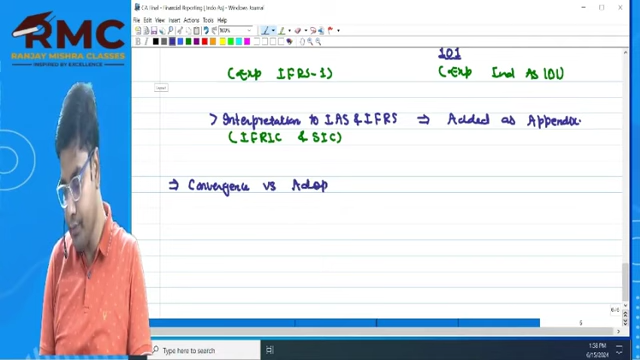 RMC
RANJAY MISHRA CLASSES
INSPIRED BY EXCELLENCE
CA Final - Financial Reporting [Ind As] - Windows Journal
File Edit View Insert Actions Tools Help
101
(Exp IFRS-1)
(Exp Ind As 101)
> Interpretation to IAS & IFRS ⇒ Added as Appendix.
(IFRIC & SIC)
⇒ Convergence vs Adop
Type here to search
1:58 PM
6/15/2024